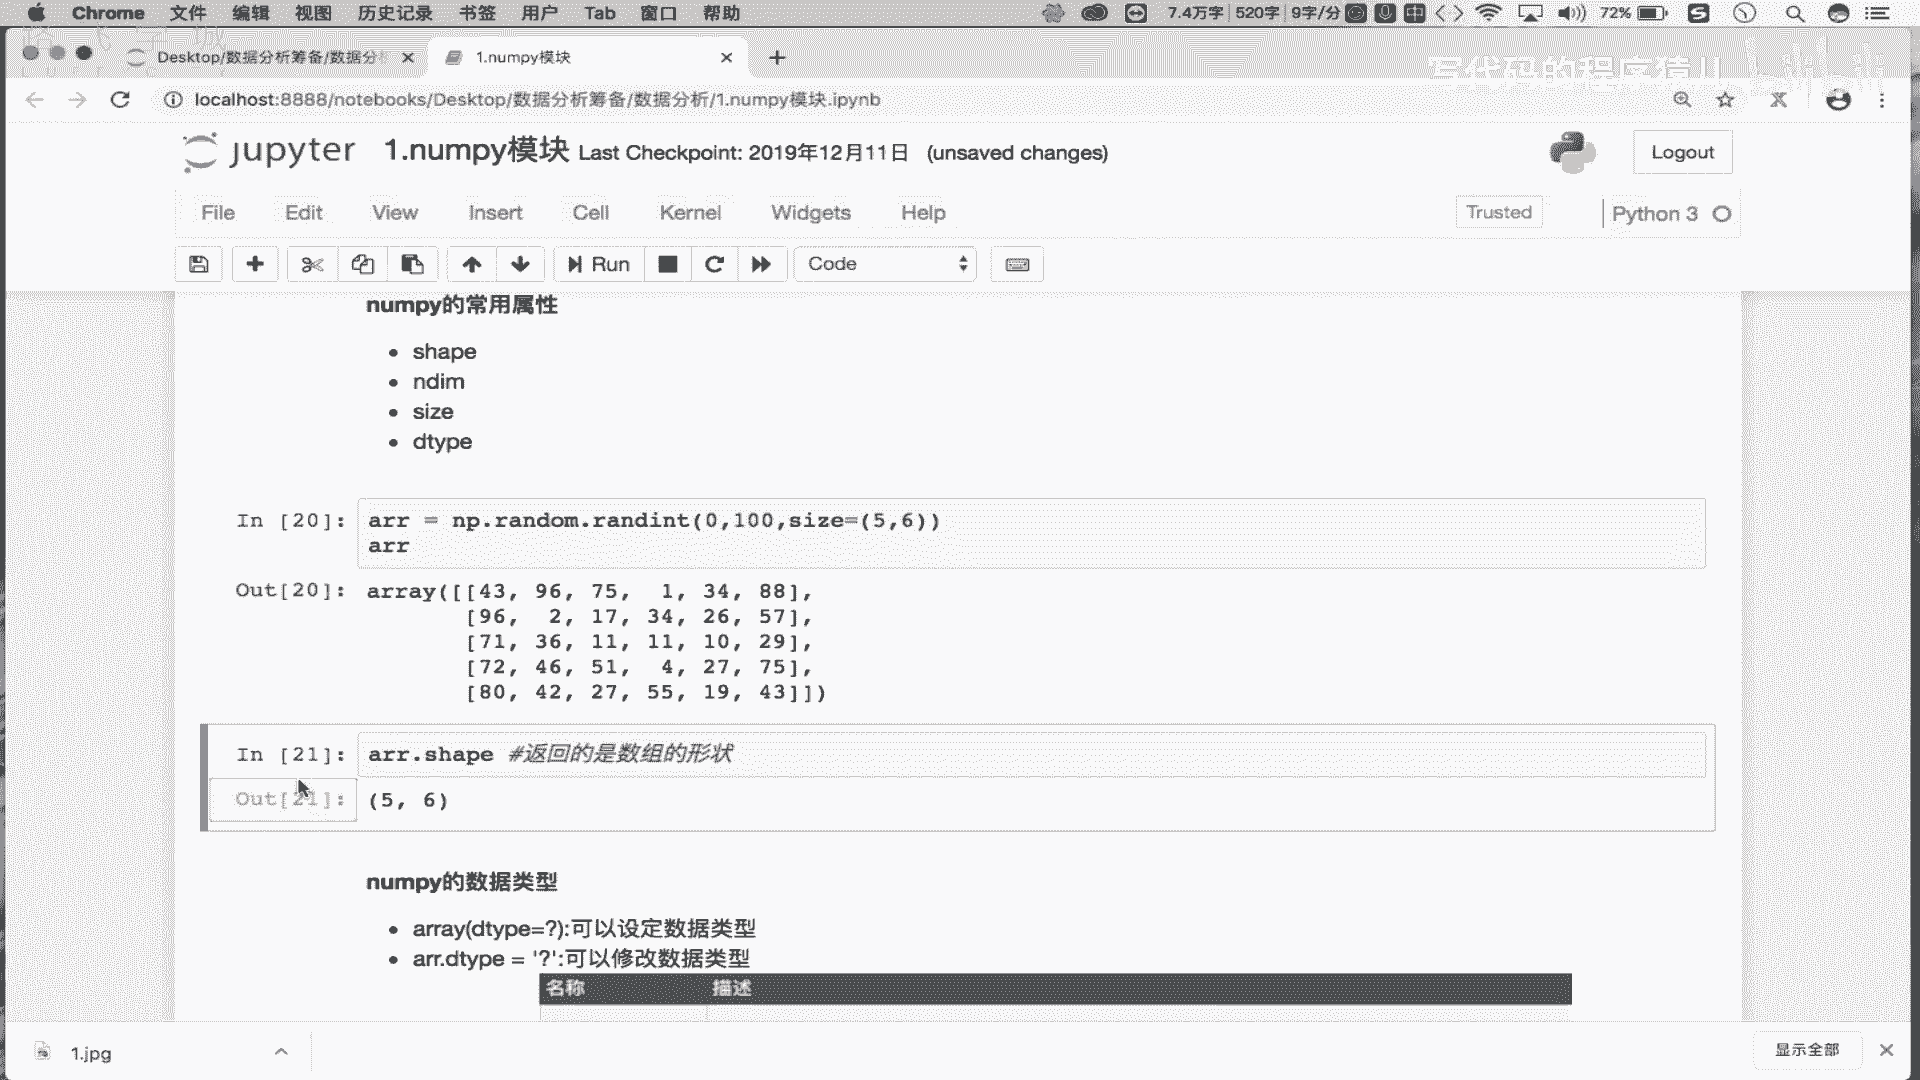 Chrome 文件 编辑 视图 历史记录 书签 用户 Tab 窗口 帮助 7.4万字 520字 9字/分 中 72% S
Desktop/数据分析筹备/数据分析 1.numpy模块
写代码的程序猿儿
localhost:8888/notebooks/Desktop/数据分析筹备/数据分析/1.numpy模块.ipynb
jupyter 1.numpy模块 Last Checkpoint: 2019年12月11日 (unsaved changes) Logout
File Edit View Insert Cell Kernel Widgets Help Trusted Python 3
Run Code
numpy的常用属性
• shape
• ndim
• size
• dtype
In [20]: arr = np.random.randint(0,100,size=(5,6))
arr
Out[20]: array([[43, 96, 75, 1, 34, 88],
[96, 2, 17, 34, 26, 57],
[71, 36, 11, 11, 10, 29],
[72, 46, 51, 4, 27, 75],
[80, 42, 27, 55, 19, 43]])
In [21]: arr.shape #返回的是数组的形状
Out[21]: (5, 6)
numpy的数据类型
• array(dtype=?):可以设定数据类型
• arr.dtype = '?':可以修改数据类型
名称 描述
1.jpg 显示全部